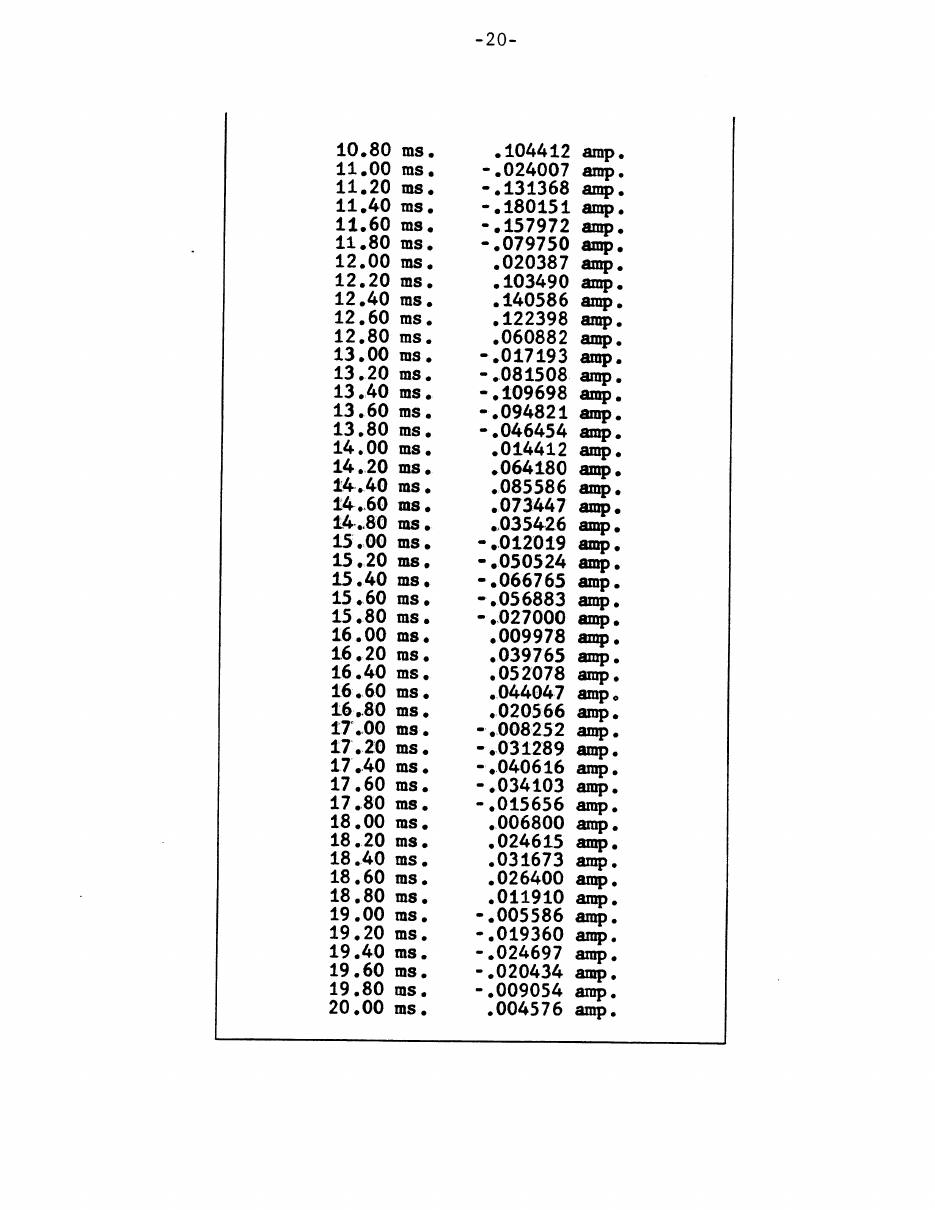 -20-
10.80 ms. .104412 amp.
11.00 ms. -.024007 amp.
11.20 ms. -.131368 amp.
11.40 ms. -.180151 amp.
11.60 ms. -.157972 amp.
11.80 ms. -.079750 amp.
12.00 ms. .020387 amp.
12.20 ms. .103490 amp.
12.40 ms. .140586 amp.
12.60 ms. .122398 amp.
12.80 ms. .060882 amp.
13.00 ms. -.017193 amp.
13.20 ms. -.081508 amp.
13.40 ms. -.109698 amp.
13.60 ms. -.094821 amp.
13.80 ms. -.046454 amp.
14.00 ms. .014412 amp.
14.20 ms. .064180 amp.
14.40 ms. .085586 amp.
14.60 ms. .073447 amp.
14.80 ms. .035426 amp.
15.00 ms. -.012019 amp.
15.20 ms. -.050524 amp.
15.40 ms. -.066765 amp.
15.60 ms. -.056883 amp.
15.80 ms. -.027000 amp.
16.00 ms. .009978 amp.
16.20 ms. .039765 amp.
16.40 ms. .052078 amp.
16.60 ms. .044047 amp.
16.80 ms. .020566 amp.
17.00 ms. -.008252 amp.
17.20 ms. -.031289 amp.
17.40 ms. -.040616 amp.
17.60 ms. -.034103 amp.
17.80 ms. -.015656 amp.
18.00 ms. .006800 amp.
18.20 ms. .024615 amp.
18.40 ms. .031673 amp.
18.60 ms. .026400 amp.
18.80 ms. .011910 amp.
19.00 ms. -.005586 amp.
19.20 ms. -.019360 amp.
19.40 ms. -.024697 amp.
19.60 ms. -.020434 amp.
19.80 ms. -.009054 amp.
20.00 ms. .004576 amp.